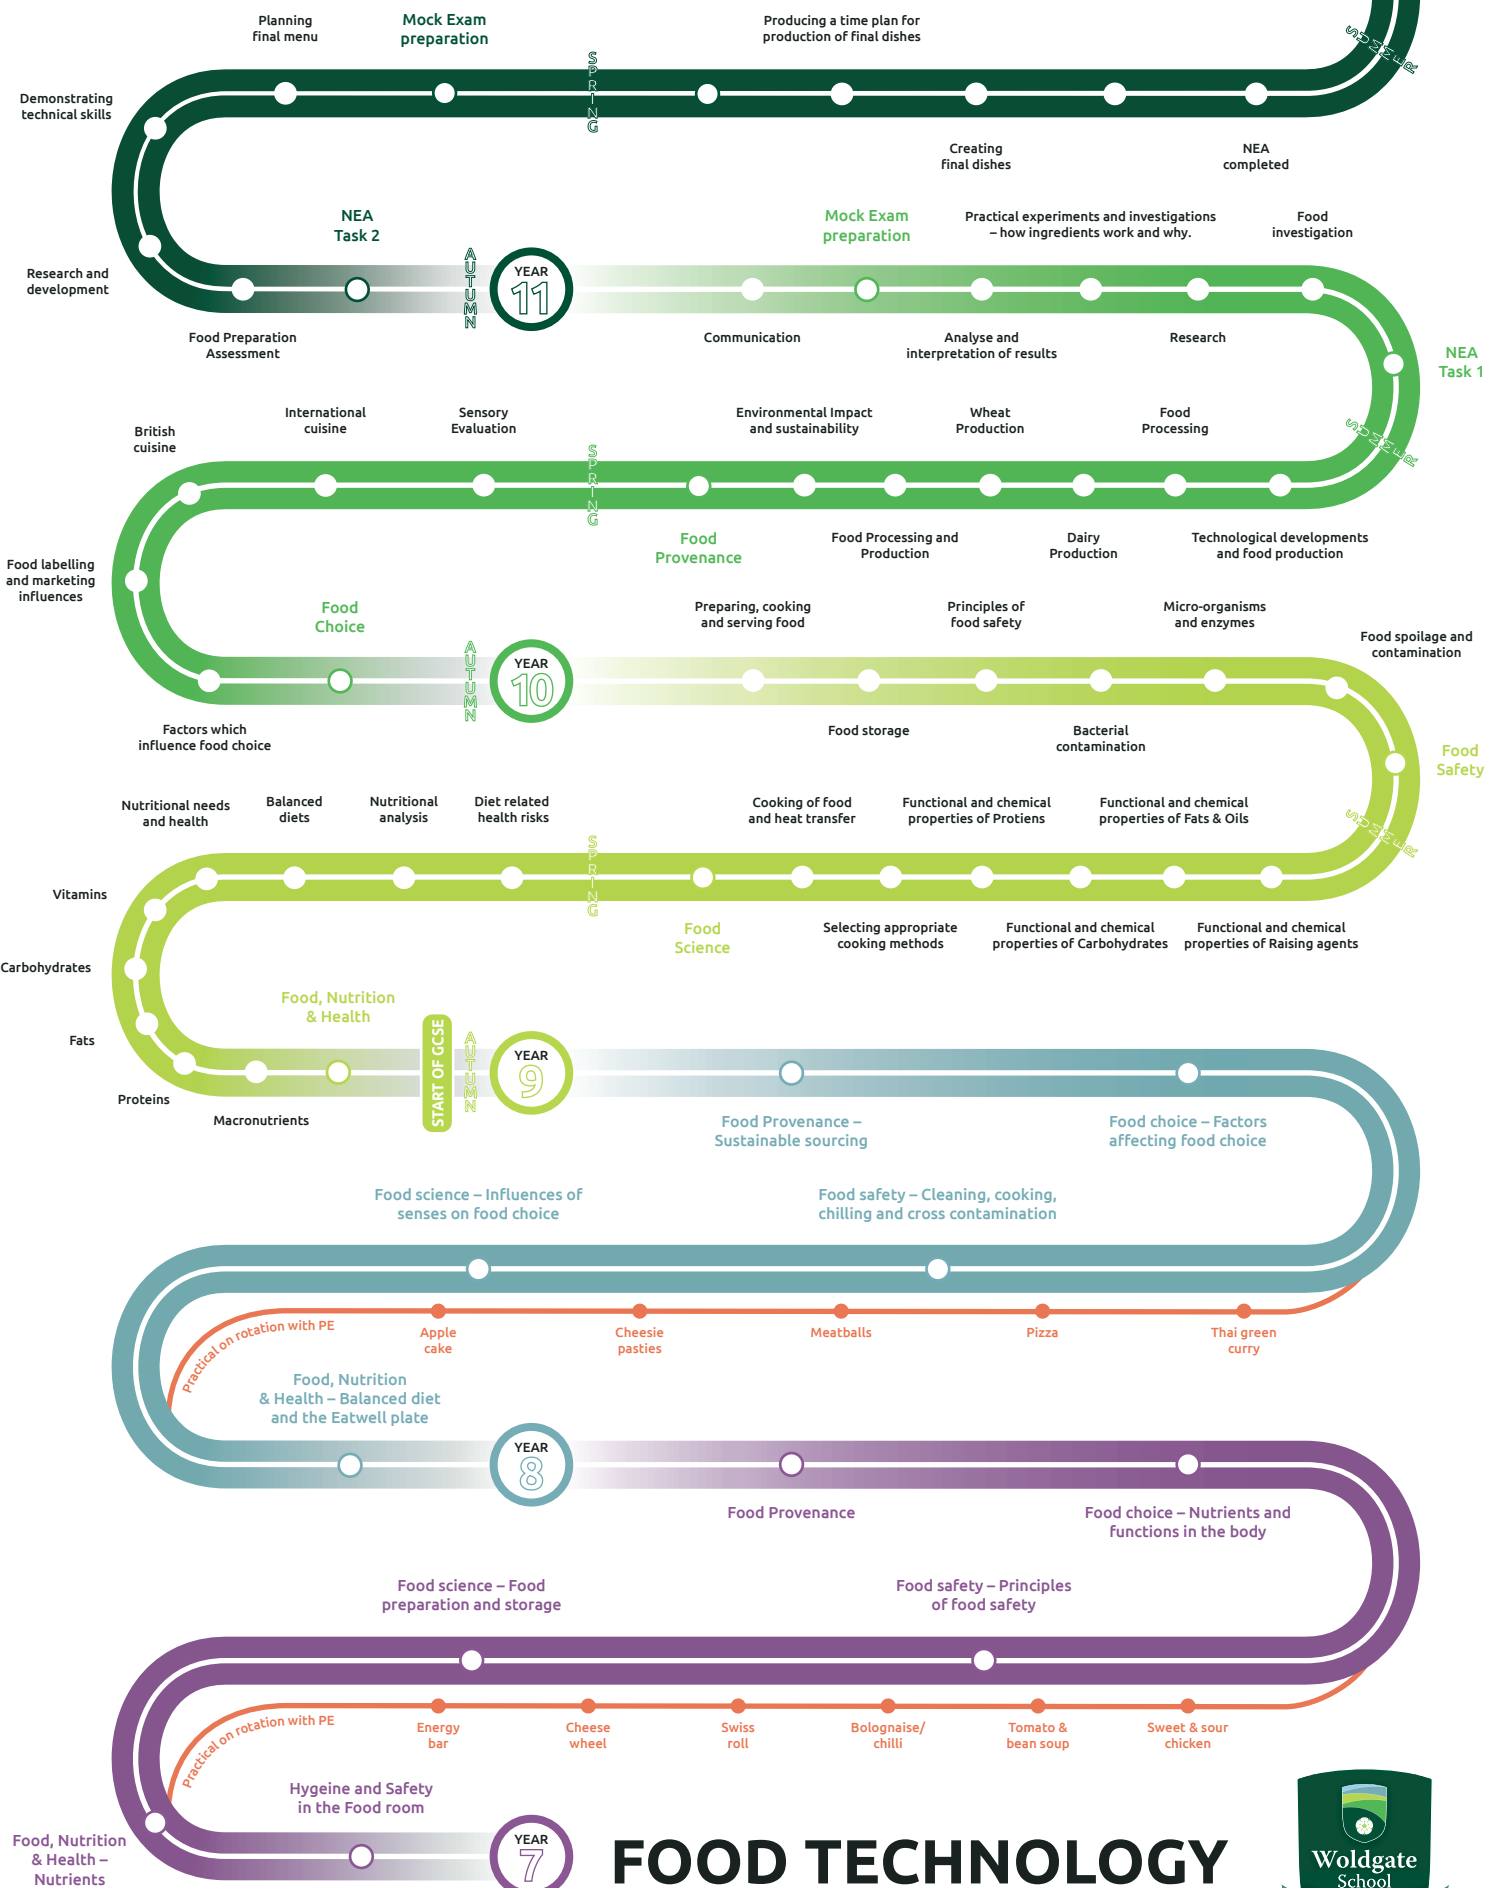 Planning
final menu
Mock Exam
preparation
Producing a time plan for
production of final dishes
SUMMER
SPRING
Demonstrating
technical skills
Creating
final dishes
NEA
completed
NEA
Task 2
Mock Exam
preparation
Practical experiments and investigations
– how ingredients work and why.
Food
investigation
Research and
development
AUTUMN
YEAR
11
Food Preparation
Assessment
Communication
Analyse and
interpretation of results
Research
NEA
Task 1
British
cuisine
International
cuisine
Sensory
Evaluation
SPRING
Environmental Impact
and sustainability
Wheat
Production
Food
Processing
SUMMER
Food
Provenance
Food Processing and
Production
Dairy
Production
Technological developments
and food production
Food labelling
and marketing
influences
Food
Choice
AUTUMN
YEAR
10
Preparing, cooking
and serving food
Principles of
food safety
Micro-organisms
and enzymes
Food spoilage and
contamination
Factors which
influence food choice
Food storage
Bacterial
contamination
Food
Safety
Nutritional needs
and health
Balanced
diets
Nutritional
analysis
Diet related
health risks
SPRING
Cooking of food
and heat transfer
Functional and chemical
properties of Protiens
Functional and chemical
properties of Fats & Oils
SUMMER
Vitamins
Food
Science
Selecting appropriate
cooking methods
Functional and chemical
properties of Carbohydrates
Functional and chemical
properties of Raising agents
Carbohydrates
Fats
Food, Nutrition
& Health
START OF GCSE
AUTUMN
YEAR
9
Proteins
Macronutrients
Food Provenance –
Sustainable sourcing
Food choice – Factors
affecting food choice
Food science – Influences of
senses on food choice
Food safety – Cleaning, cooking,
chilling and cross contamination
Practical on rotation with PE
Apple
cake
Cheesie
pasties
Meatballs
Pizza
Thai green
curry
Food, Nutrition
& Health – Balanced diet
and the Eatwell plate
YEAR
8
Food Provenance
Food choice – Nutrients and
functions in the body
Food science – Food
preparation and storage
Food safety – Principles
of food safety
Practical on rotation with PE
Energy
bar
Cheese
wheel
Swiss
roll
Bolognaise/
chilli
Tomato &
bean soup
Sweet & sour
chicken
Hygeine and Safety
in the Food room
Food, Nutrition
& Health –
Nutrients
YEAR
7
FOOD TECHNOLOGY
Woldgate
School